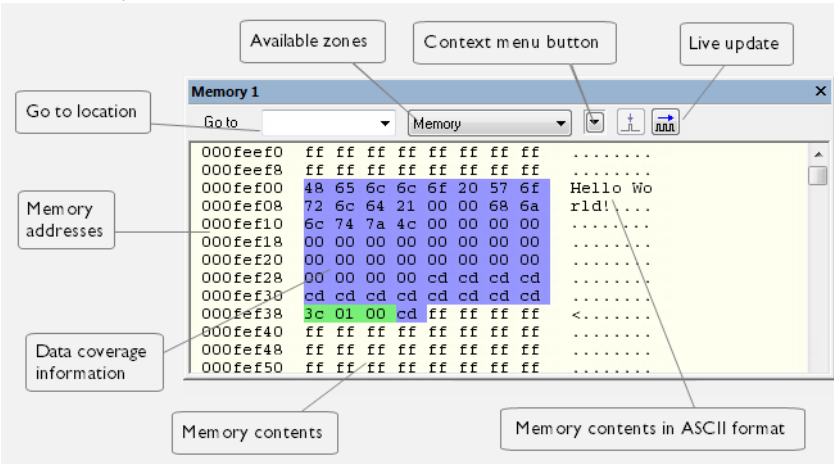 Available zones
Context menu button
Live update
Go to location
Memory 1
x
Go to
Memory
000feef0 ff ff ff ff ff ff ff ff ........
000feef8 ff ff ff ff ff ff ff ff ........
000fef00 48 65 6c 6c 6f 20 57 6f Hello Wo
000fef08 72 6c 64 21 00 00 68 6a rld!....
000fef10 6c 74 7a 4c 00 00 00 00 ........
000fef18 00 00 00 00 00 00 00 00 ........
000fef20 00 00 00 00 00 00 00 00 ........
000fef28 00 00 00 00 cd cd cd cd ........
000fef30 cd cd cd cd cd cd cd cd ........
000fef38 3c 01 00 cd ff ff ff ff <.......
000fef40 ff ff ff ff ff ff ff ff ........
000fef48 ff ff ff ff ff ff ff ff ........
000fef50 ff ff ff ff ff ff ff ff ........
Memory
addresses
Data coverage
information
Memory contents
Memory contents in ASCII format